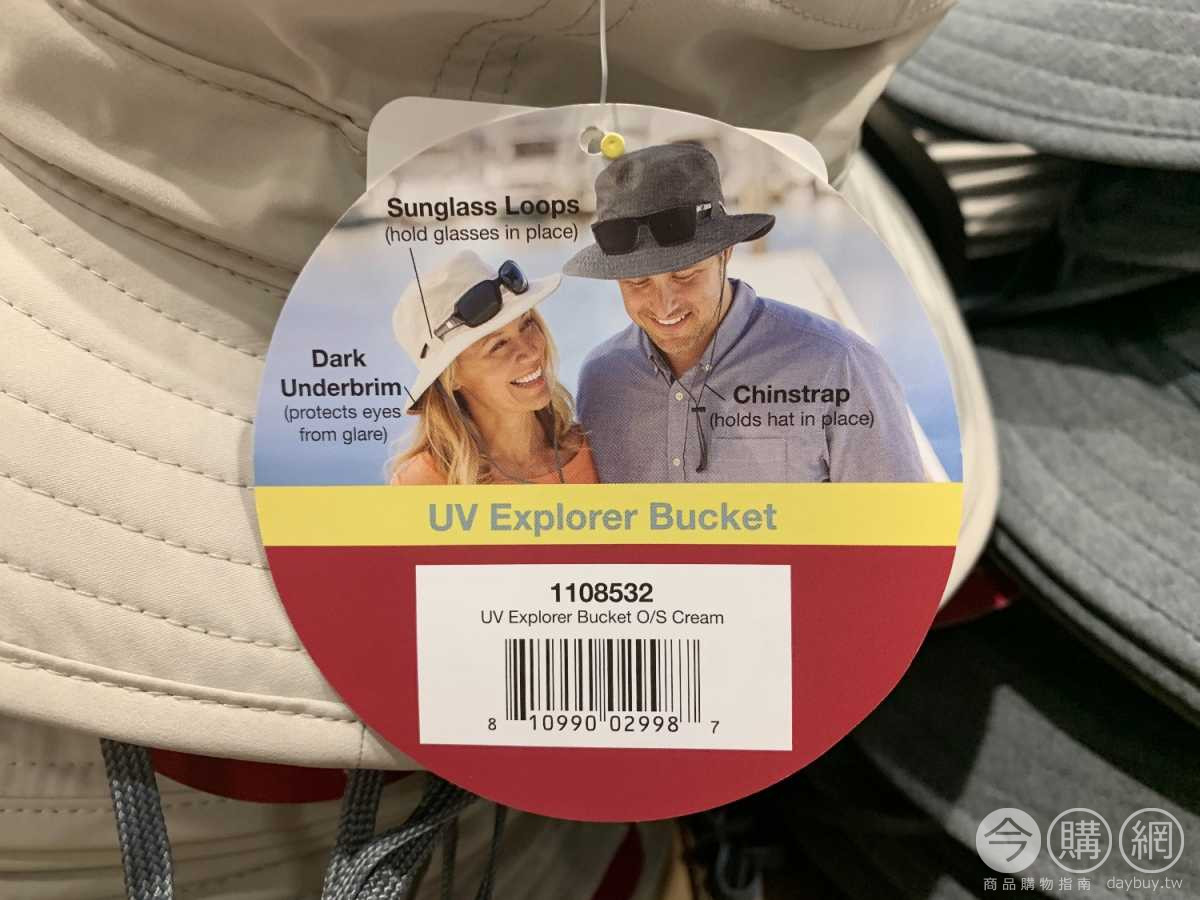 Sunglass Loops
(hold glasses in place)
Dark
Underbrim
(protects eyes
from glare)
Chinstrap
(holds hat in place)
UV Explorer Bucket
1108532
UV Explorer Bucket O/S Cream
8 10990 02998 7
今購網
商品購物指南 daybuy.tw